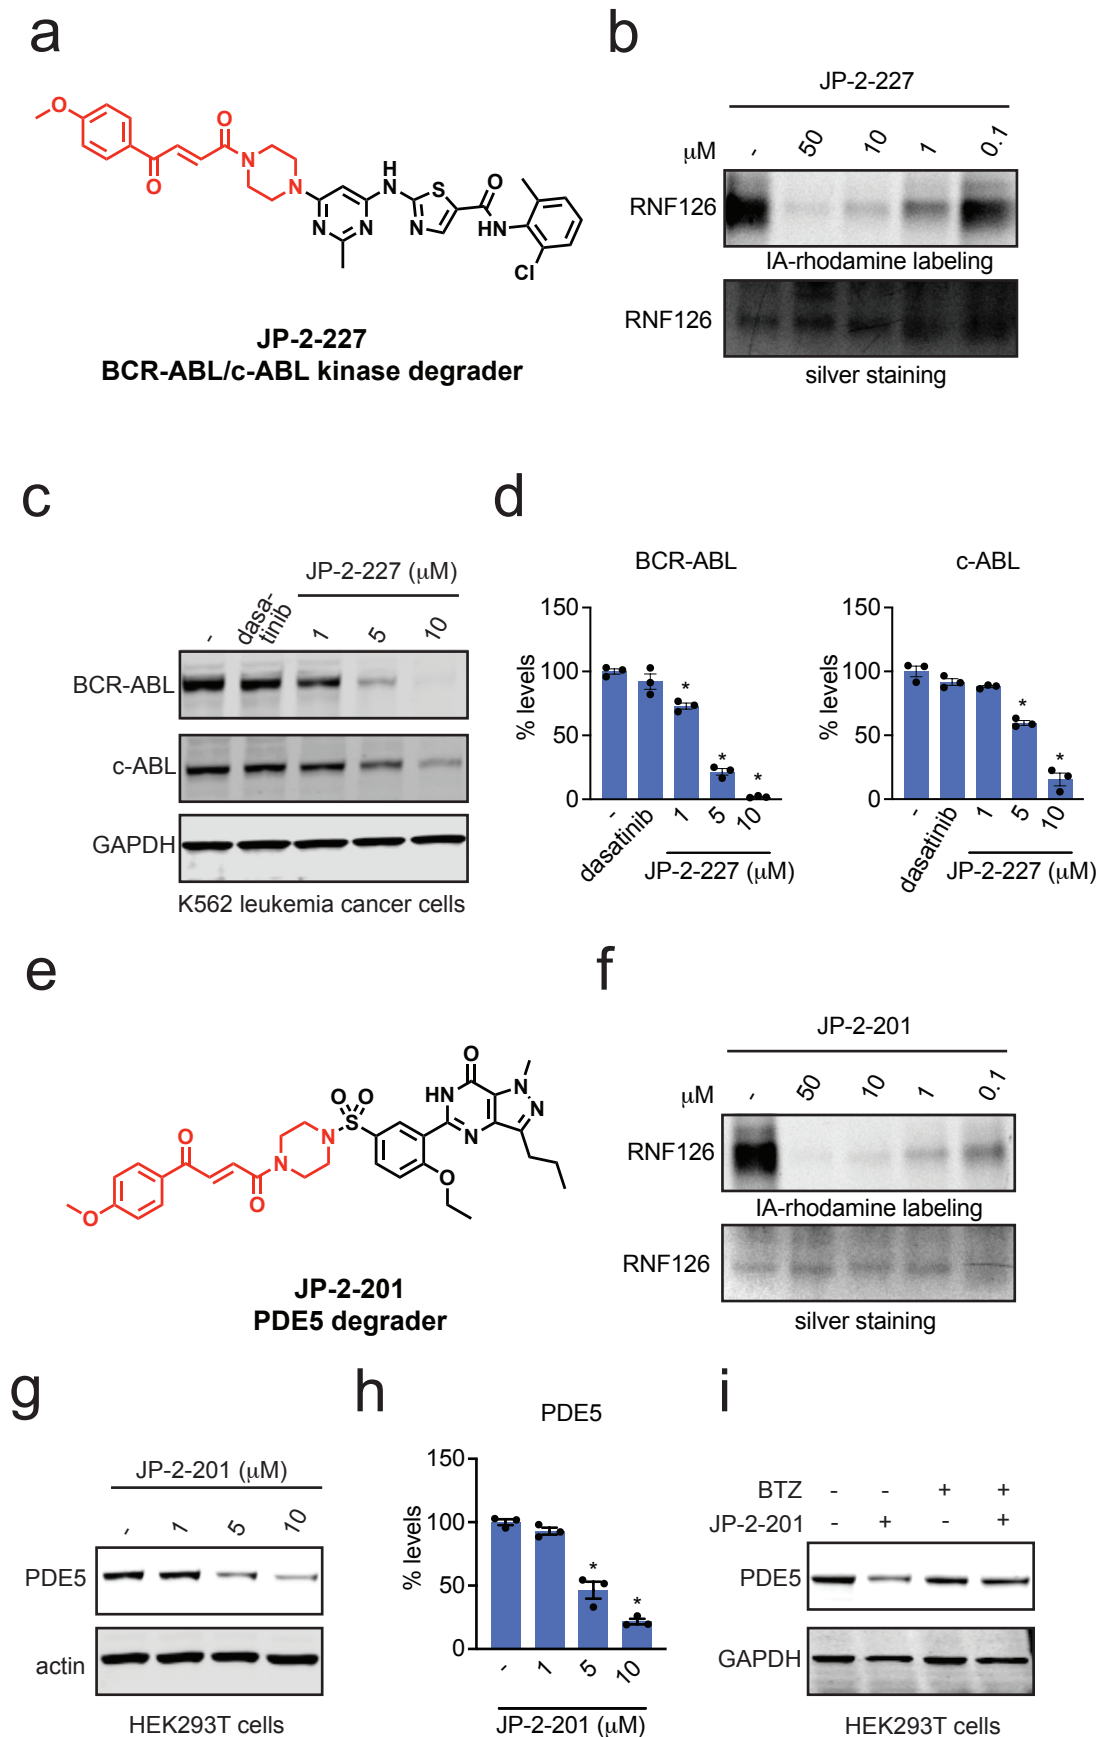 a
O
O
O
N
N
N
N
H
N
S
N
O
HN
Cl
JP-2-227
BCR-ABL/c-ABL kinase degrader
b
JP-2-227
μM - 50 10 1 0.1
RNF126
IA-rhodamine labeling
RNF126
silver staining
c
JP-2-227 (μM)
- dasa-
tinib 1 5 10
BCR-ABL
c-ABL
GAPDH
K562 leukemia cancer cells
d
BCR-ABL
% levels
150
100
50
0
* * *
- dasatinib 1 5 10
JP-2-227 (μM)
c-ABL
% levels
150
100
50
0
* *
- dasatinib 1 5 10
JP-2-227 (μM)
e
O
O
O
N
N
O O
S
O
HN
N
N
N
O
JP-2-201
PDE5 degrader
f
JP-2-201
μM - 50 10 1 0.1
RNF126
IA-rhodamine labeling
RNF126
silver staining
g
JP-2-201 (μM)
- 1 5 10
PDE5
actin
HEK293T cells
h
PDE5
% levels
150
100
50
0
* *
- 1 5 10
JP-2-201 (μM)
i
BTZ - - + +
JP-2-201 - + - +
PDE5
GAPDH
HEK293T cells